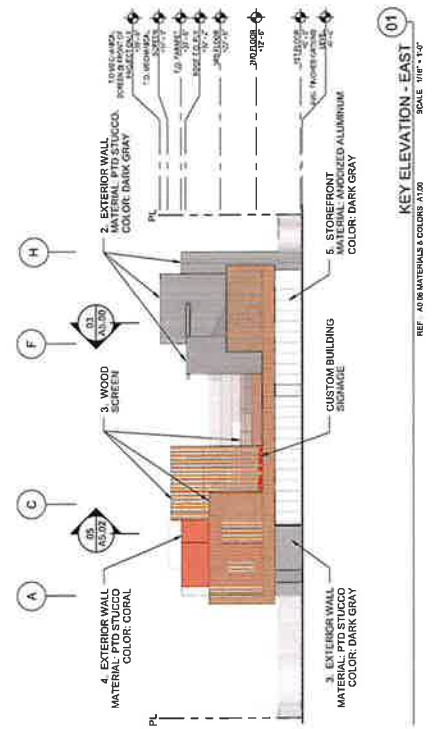 A
C
F
H
05
A5.02
03
A5.00
4. EXTERIOR WALL
MATERIAL: PTD STUCCO
COLOR: CORAL
3. WOOD
SCREEN
2. EXTERIOR WALL
MATERIAL: PTD STUCCO.
COLOR: DARK GRAY
T.O MECHANICAL
T.O. MECHANICAL
SCREEN
T.O. PARAPET
3RD FLOOR
2ND FLOOR
+12'-6"
1ST FLOOR
PL
PL
3. EXTERIOR WALL
MATERIAL: PTD STUCCO
COLOR: DARK GRAY
CUSTOM BUILDING
SIGNAGE
5. STOREFRONT
MATERIAL: ANODIZED ALUMINUM
COLOR: DARK GRAY
01
KEY ELEVATION - EAST
REF : A0.06 MATERIALS & COLORS A1.00
SCALE 1/16" = 1'-0"